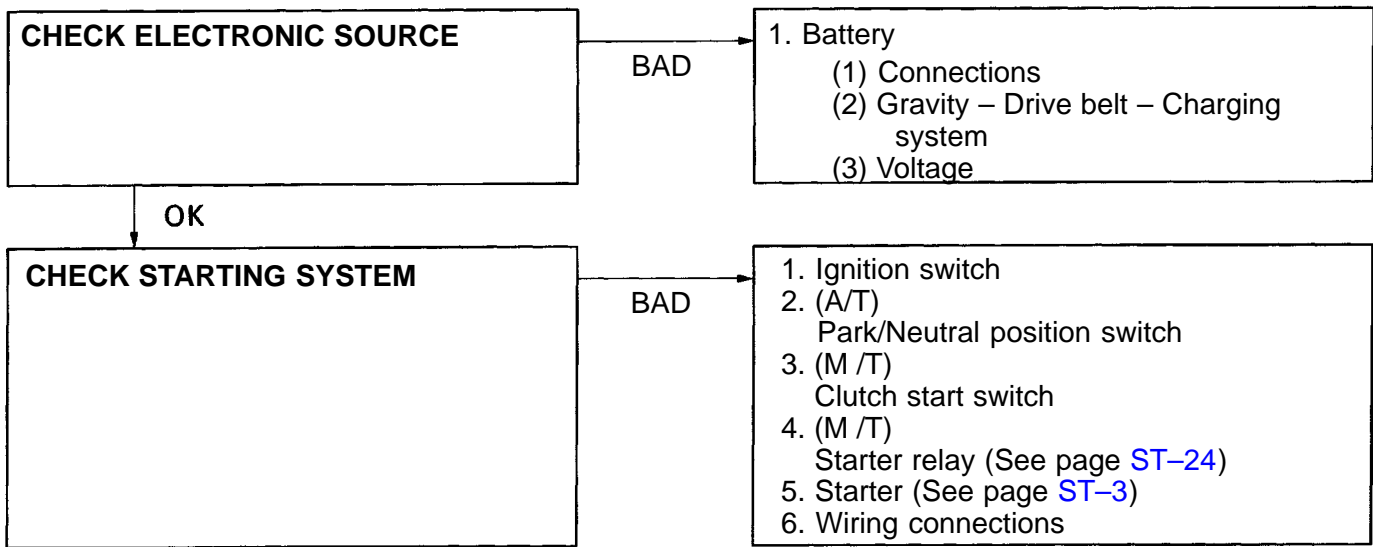 CHECK ELECTRONIC SOURCE
BAD
1. Battery
(1) Connections
(2) Gravity – Drive belt – Charging
system
(3) Voltage
OK
CHECK STARTING SYSTEM
BAD
1. Ignition switch
2. (A/T)
Park/Neutral position switch
3. (M /T)
Clutch start switch
4. (M /T)
Starter relay (See page ST–24)
5. Starter (See page ST–3)
6. Wiring connections